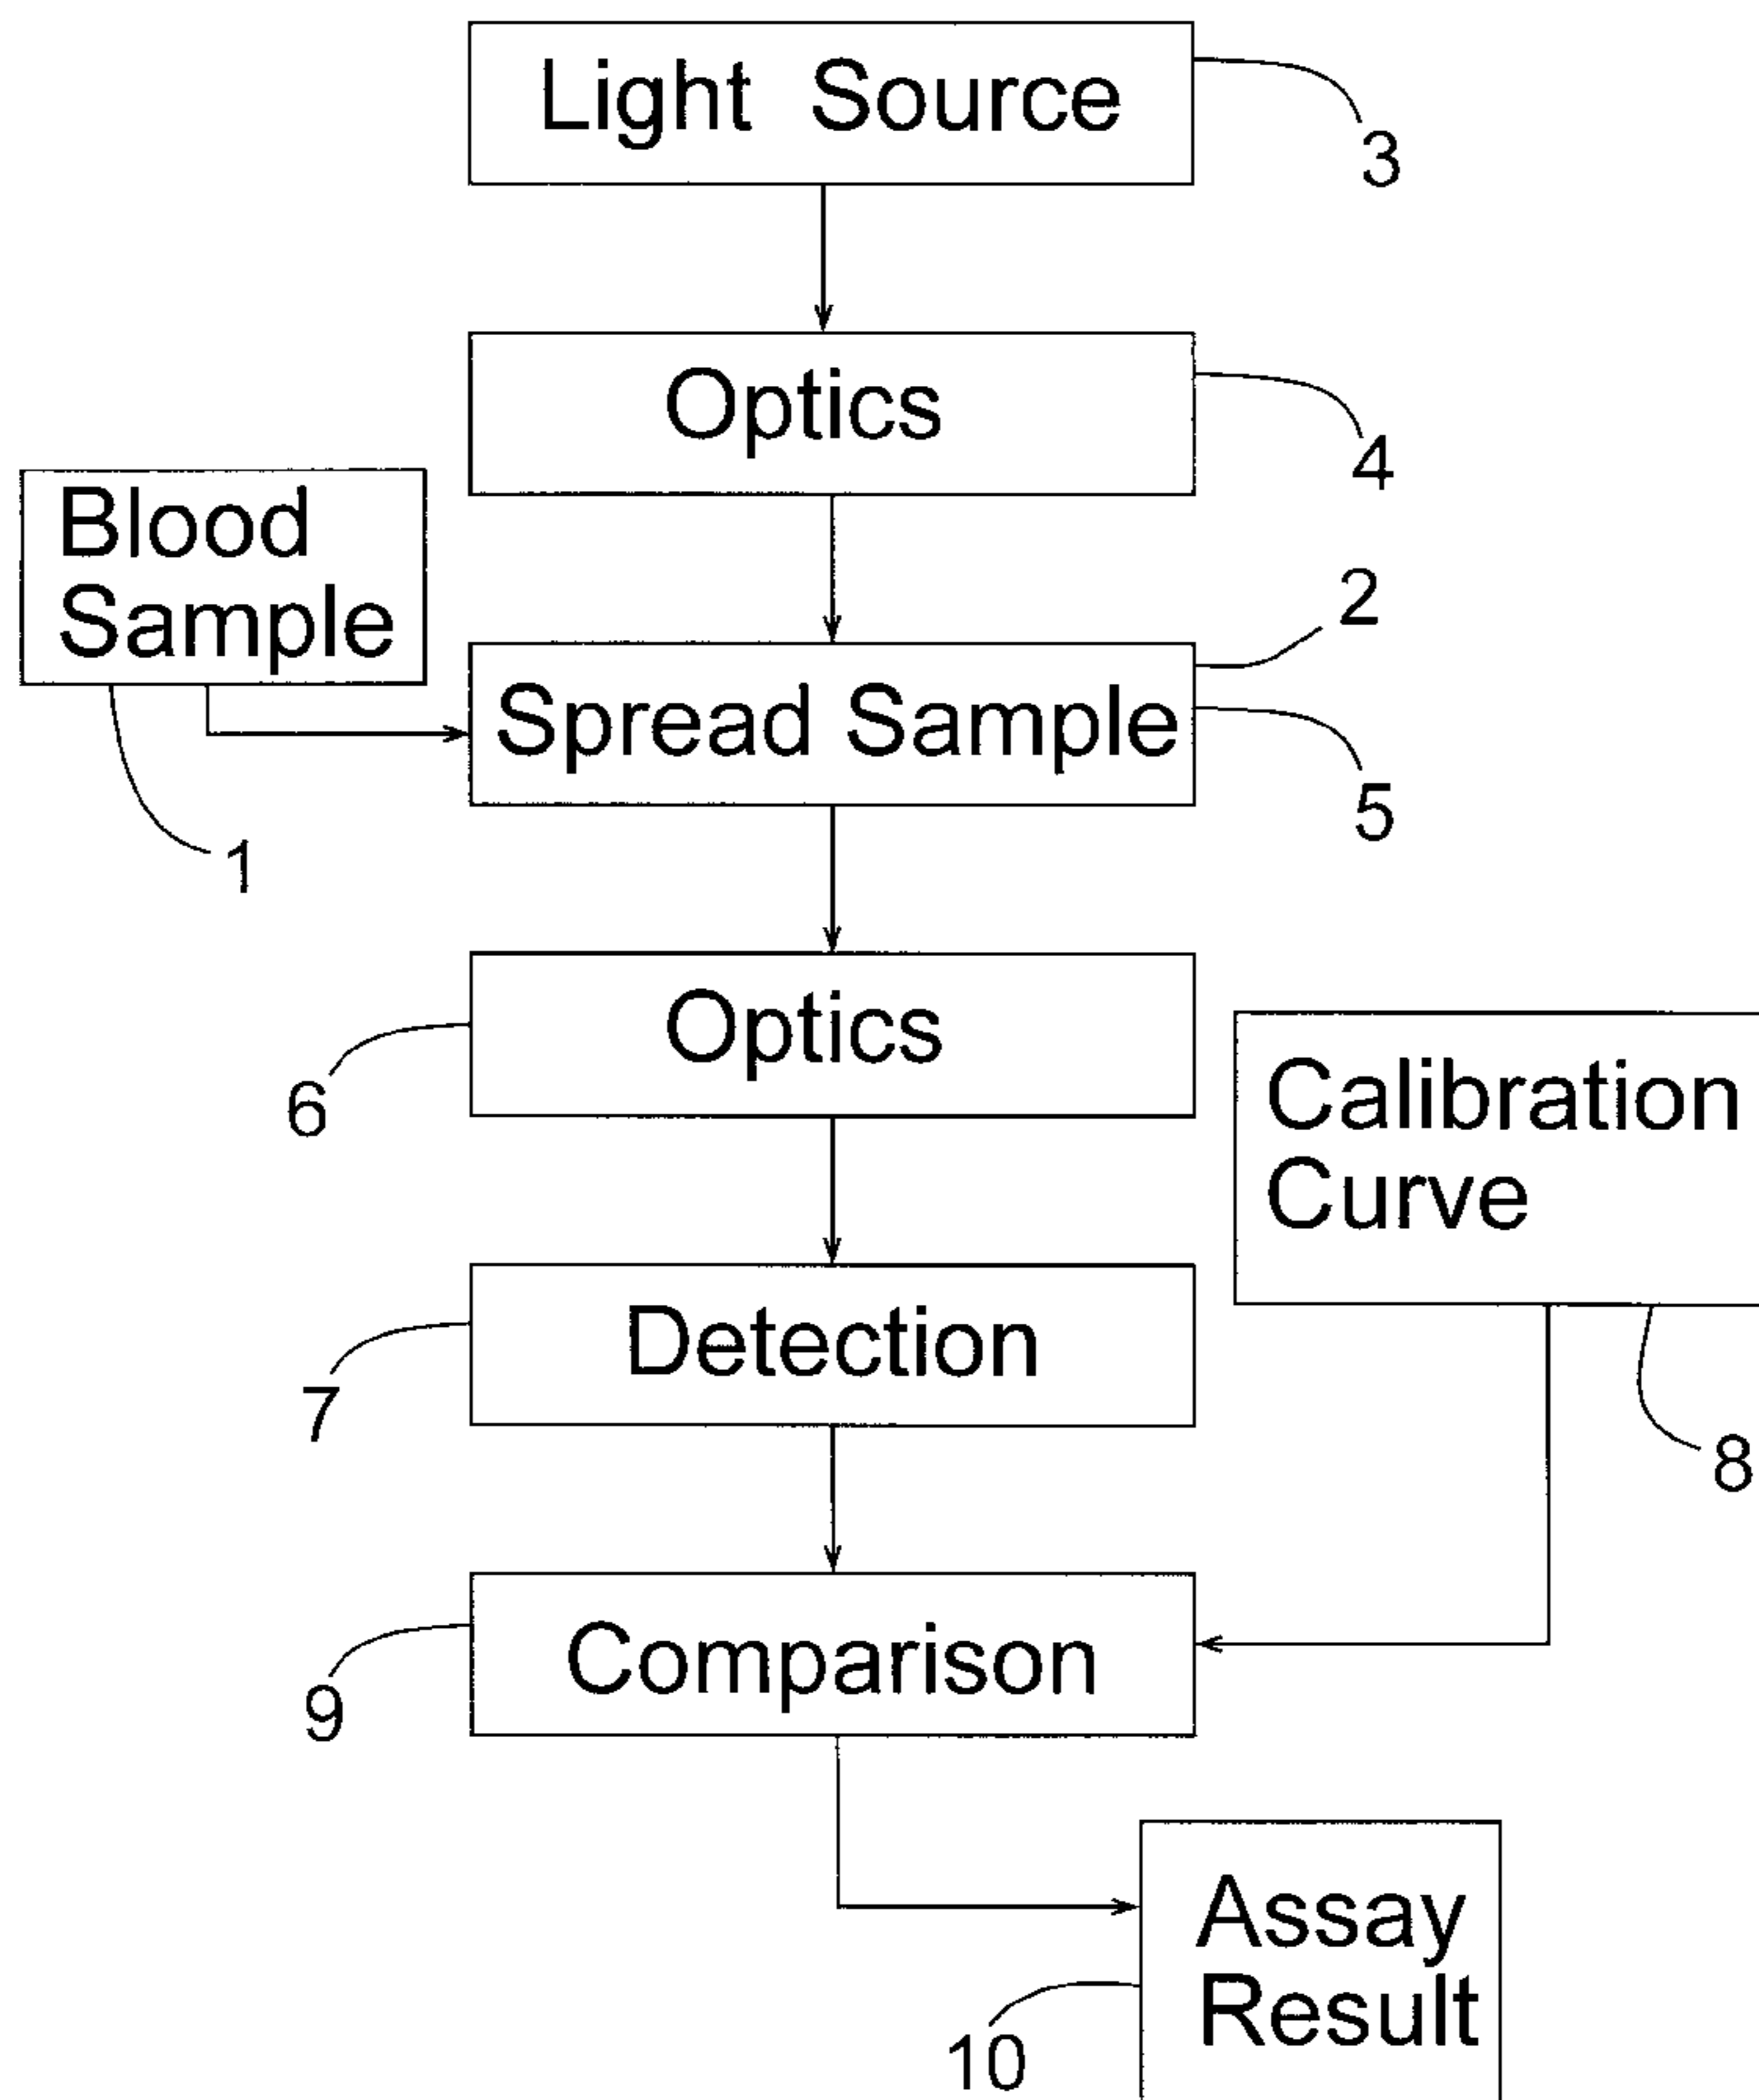 Light Source
3
Optics
4
Blood
Sample
2
Spread Sample
5
1
Optics
6
Calibration
Curve
Detection
7
8
Comparison
9
Assay
Result
10